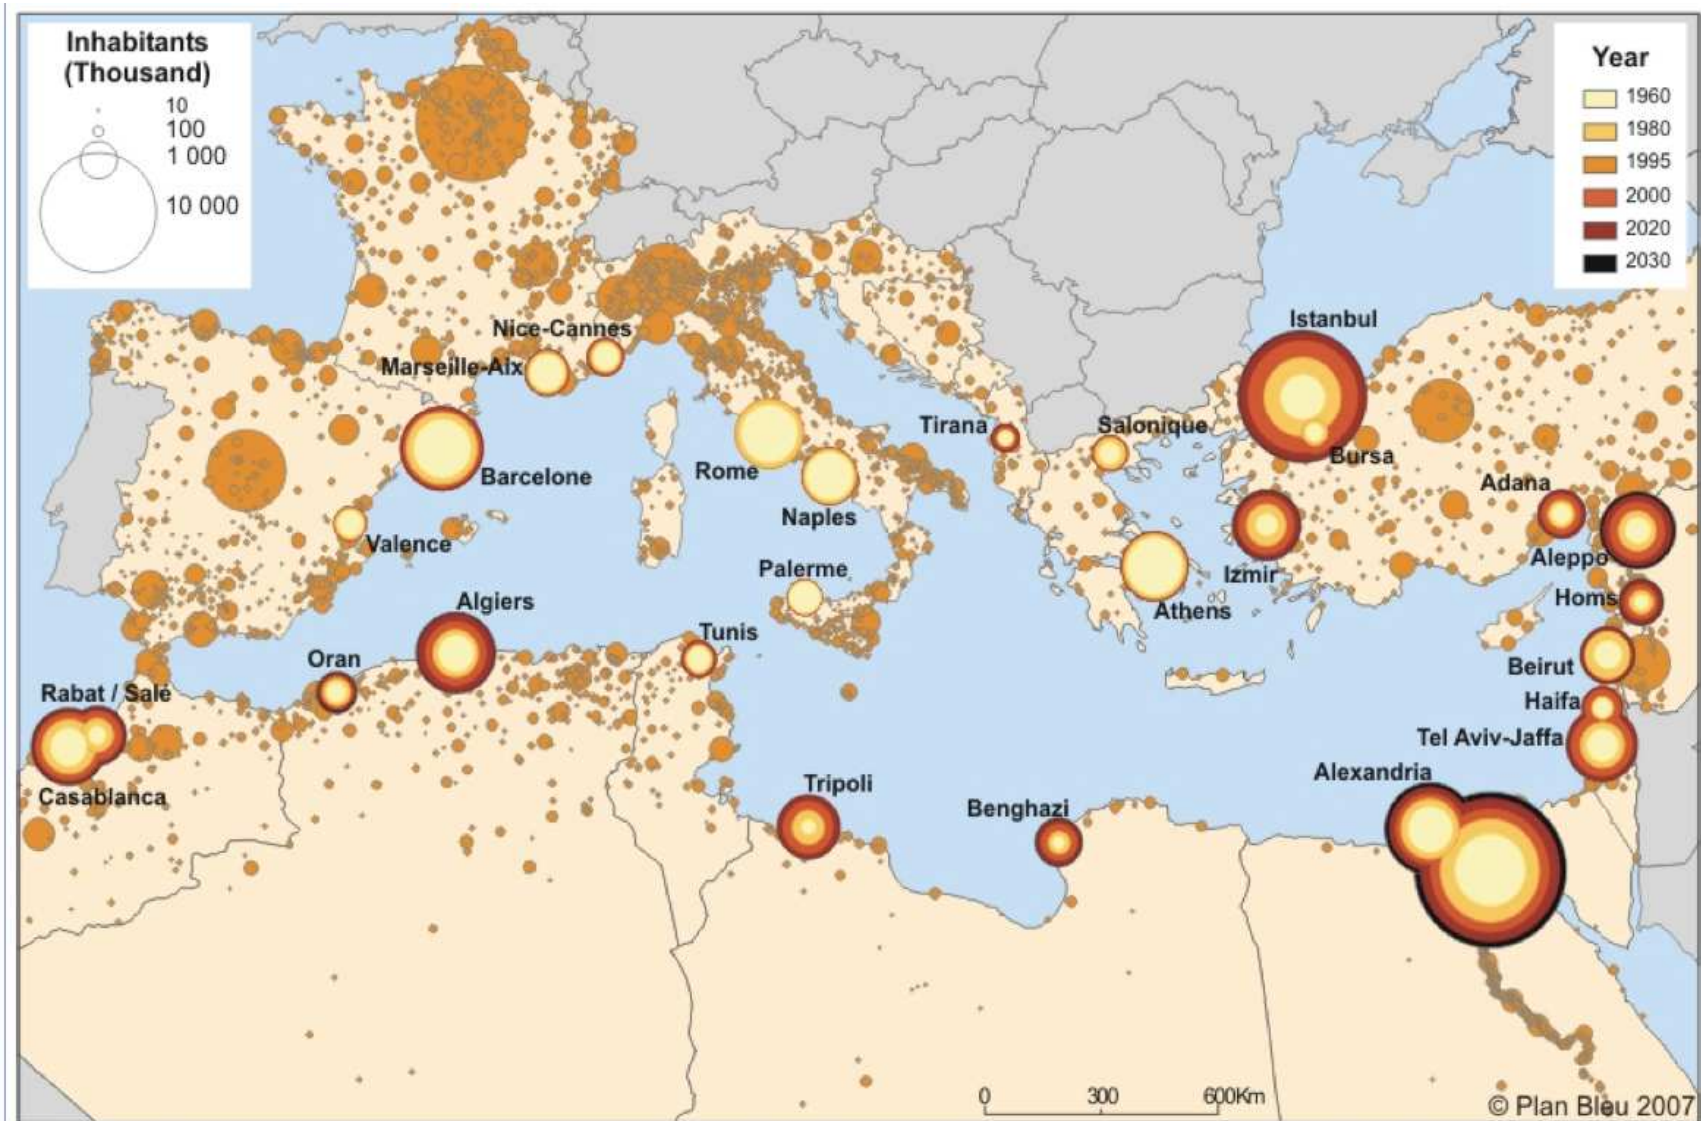 Inhabitants
(Thousand)
10
100
1 000
10 000
Year
1960
1980
1995
2000
2020
2030
Istanbul
Nice-Cannes
Marseille-Aix
Tirana
Salonique
Bursa
Barcelone
Rome
Adana
Naples
Valence
Aleppo
Palerme
Izmir
Homs
Algiers
Athens
Tunis
Oran
Beirut
Rabat / Salé
Haifa
Tel Aviv-Jaffa
Alexandria
Tripoli
Casablanca
Benghazi
0 300 600Km
© Plan Bleu 2007